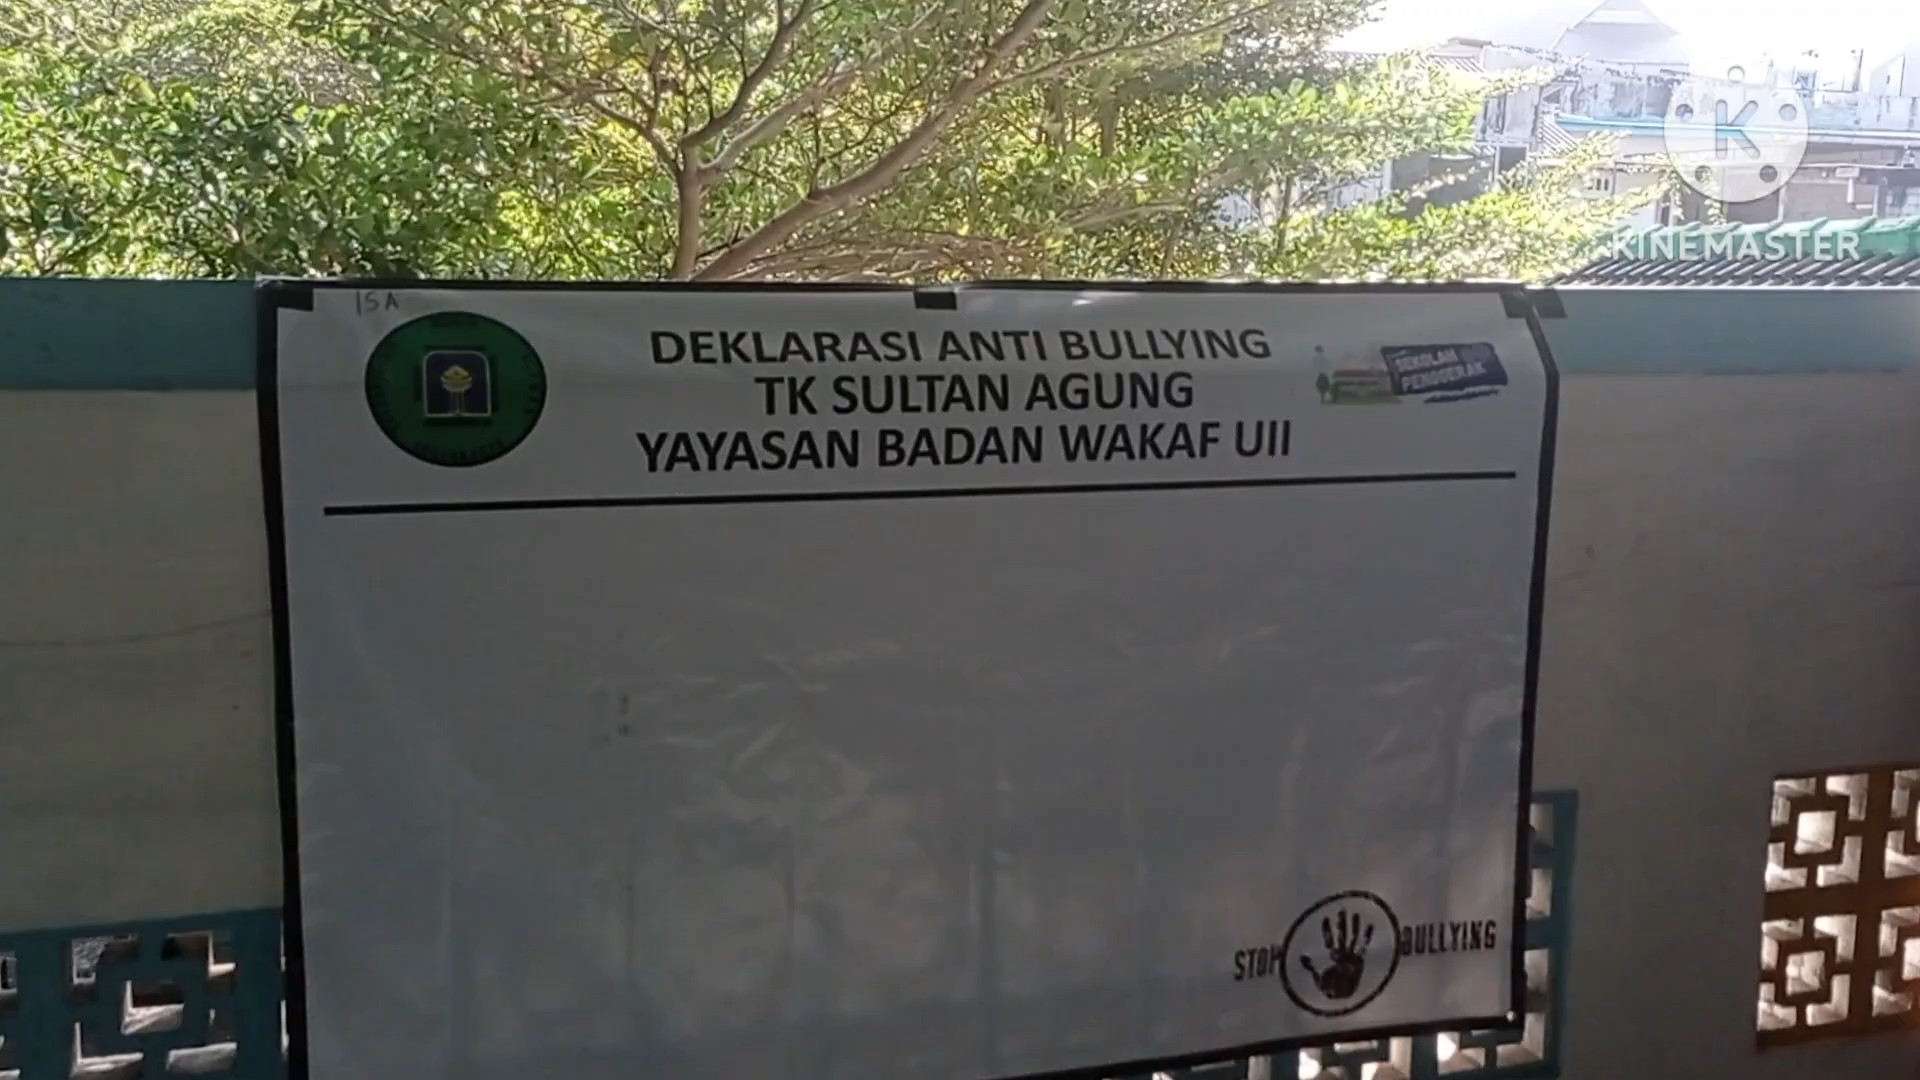 K
KINEMASTER
ISA
DEKLARASI ANTI BULLYING
TK SULTAN AGUNG
YAYASAN BADAN WAKAF UII
SEKOLAH
PENGGERAK
STOP BULLYING